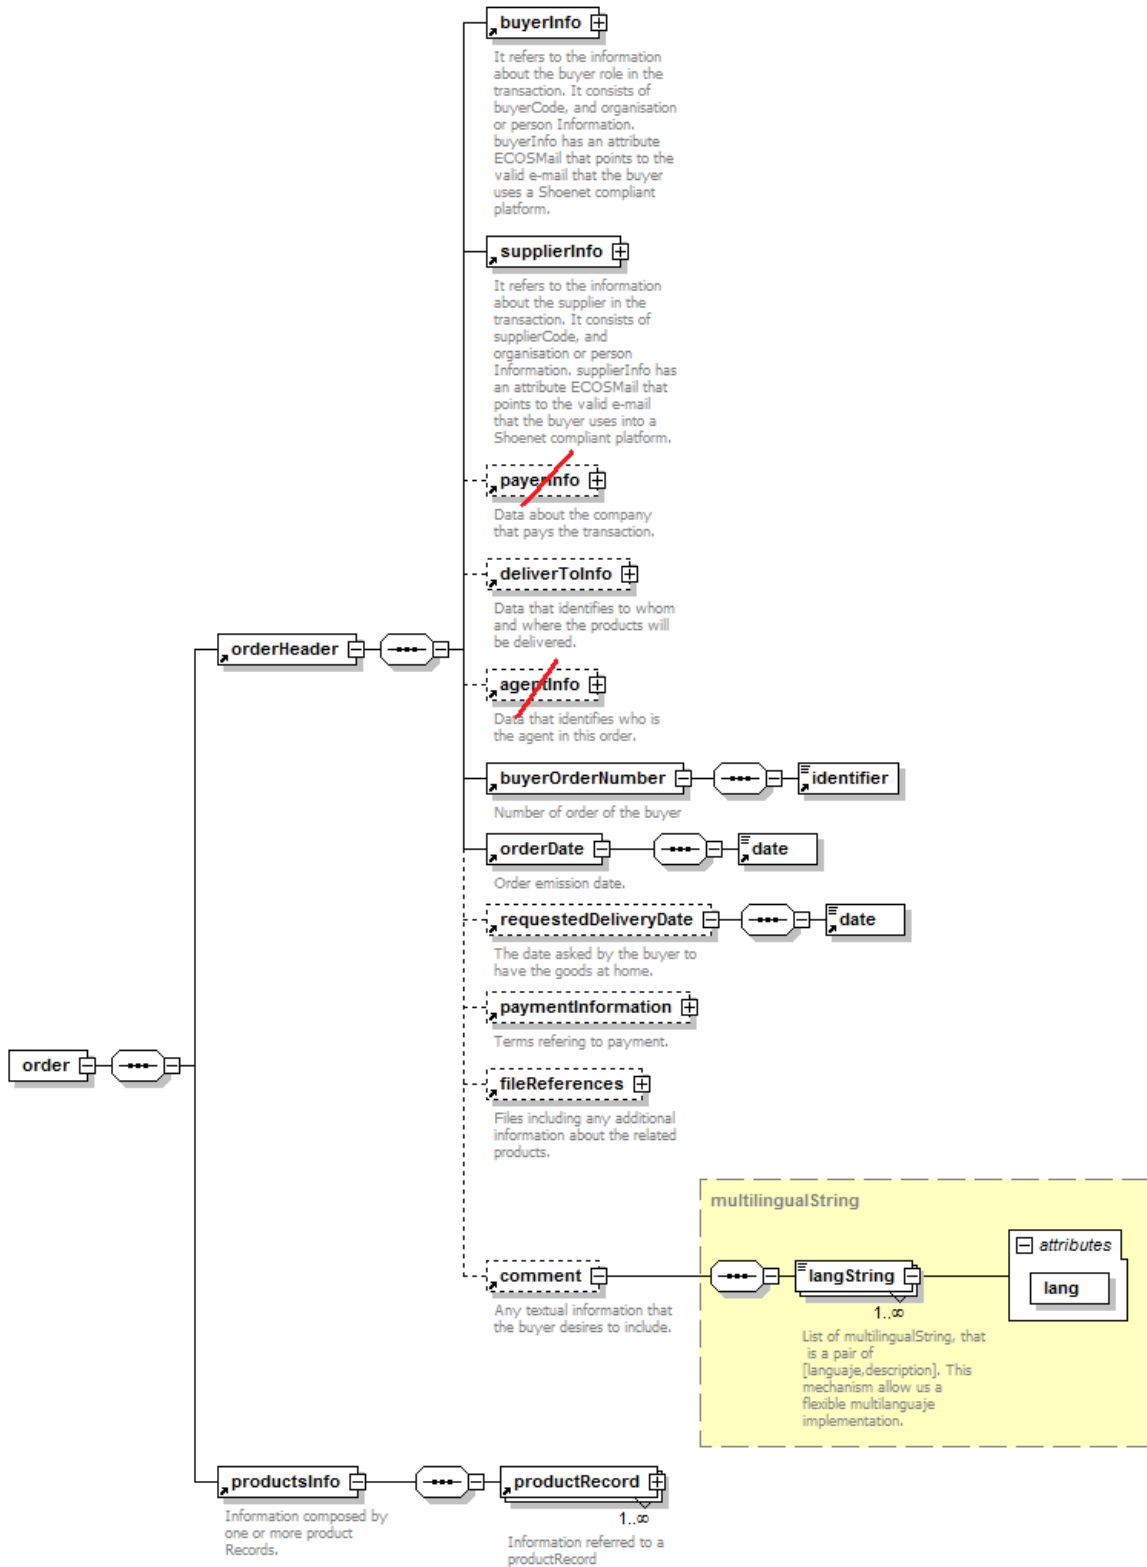 buyerInfo
It refers to the information
about the buyer role in the
transaction. It consists of
buyerCode, and organisation
or person Information.
buyerInfo has an attribute
ECOSMail that points to the
valid e-mail that the buyer
uses a Shoenet compliant
platform.
supplierInfo
It refers to the information
about the supplier in the
transaction. It consists of
supplierCode, and
organisation or person
Information. supplierInfo has
an attribute ECOSMail that
points to the valid e-mail
that the buyer uses into a
Shoenet compliant platform.
payerInfo
Data about the company
that pays the transaction.
deliverToInfo
Data that identifies to whom
and where the products will
be delivered.
orderHeader
agentInfo
Data that identifies who is
the agent in this order.
buyerOrderNumber
identifier
Number of order of the buyer
orderDate
date
Order emission date.
requestedDeliveryDate
date
The date asked by the buyer to
have the goods at home.
paymentInformation
Terms refering to payment.
order
fileReferences
Files including any additional
information about the related
products.
multilingualString
attributes
comment
langString
lang
1..∞
Any textual information that
the buyer desires to include.
List of multilingualString, that
is a pair of
[languaje,description]. This
mechanism allow us a
flexible multilanguaje
implementation.
productsInfo
productRecord
1..∞
Information composed by
one or more product
Records.
Information referred to a
productRecord